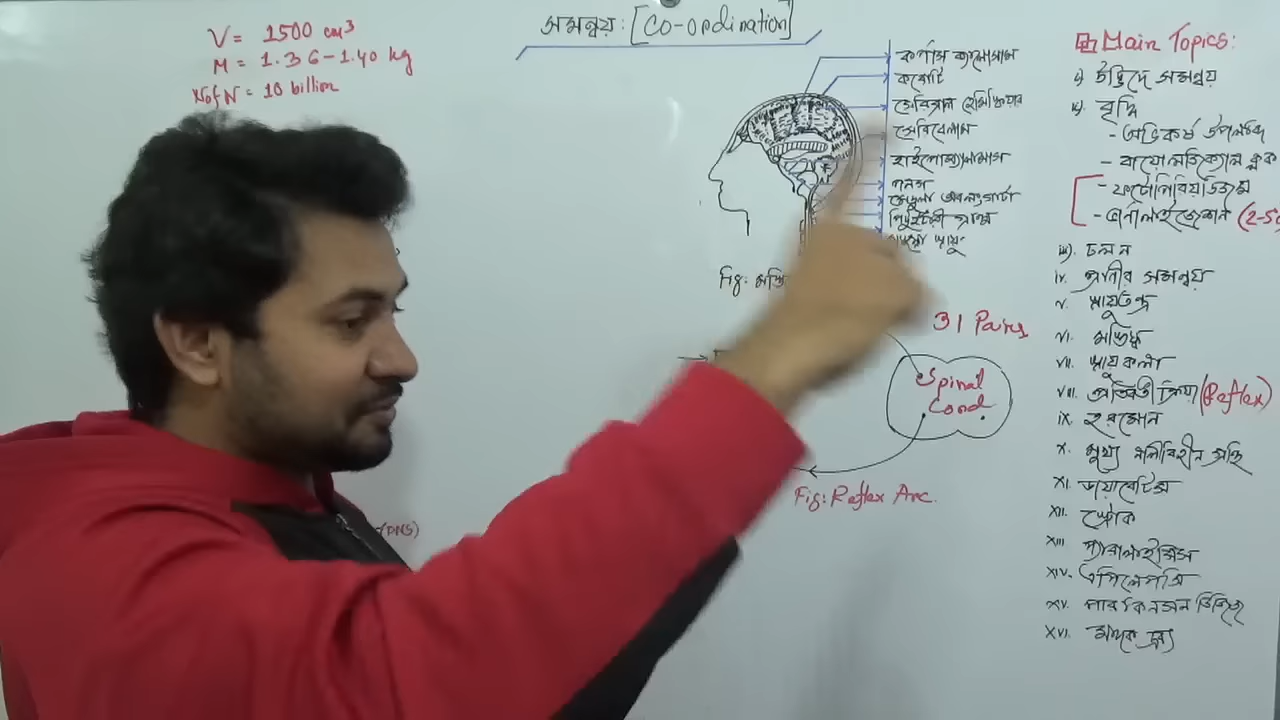 সমন্বয়: [Co-ordination]
V = 1500 cm³
M = 1.36-1.40 kg
N of N = 10 billion
কর্পাস ক্যালোসাম
করোটি
সেরিব্রাল হেমিস্ফিয়ার
সেরিবেলাম
হাইপোথ্যালামাস
পনস
মেডুলা অবলংগাটা
পিটুইটারী গ্রন্থি
স্নায়ু
Fig: মস্তি
31 Pairs
Spinal
Cord
Fig: Reflex Arc.
(PNS)
Main Topics:
i) উদ্ভিদে সমন্বয়
ii) বৃদ্ধি
- অভিকর্ষ উপলব্ধি
- বায়োলজিক্যাল ক্লক
- ফটোপিরিয়ডিজম
- ভার্নালাইজেশন (2-5°
iii). চলন
iv. প্রাণীর সমন্বয়
v. স্নায়ুতন্ত্র
vi. মস্তিষ্ক
vii. স্নায়ুকলা
viii. প্রতিবর্তী ক্রিয়া (Reflex)
ix. হরমোন
x. মুখ্য নালিবিহীন গ্রন্থি
xi. ডায়াবেটিস
xii. স্ট্রোক
xiii. প্যারালাইসিস
xiv. এপিলেপসি
xv. পারকিনসন ডিজিজ
xvi. মাদক দ্রব্য